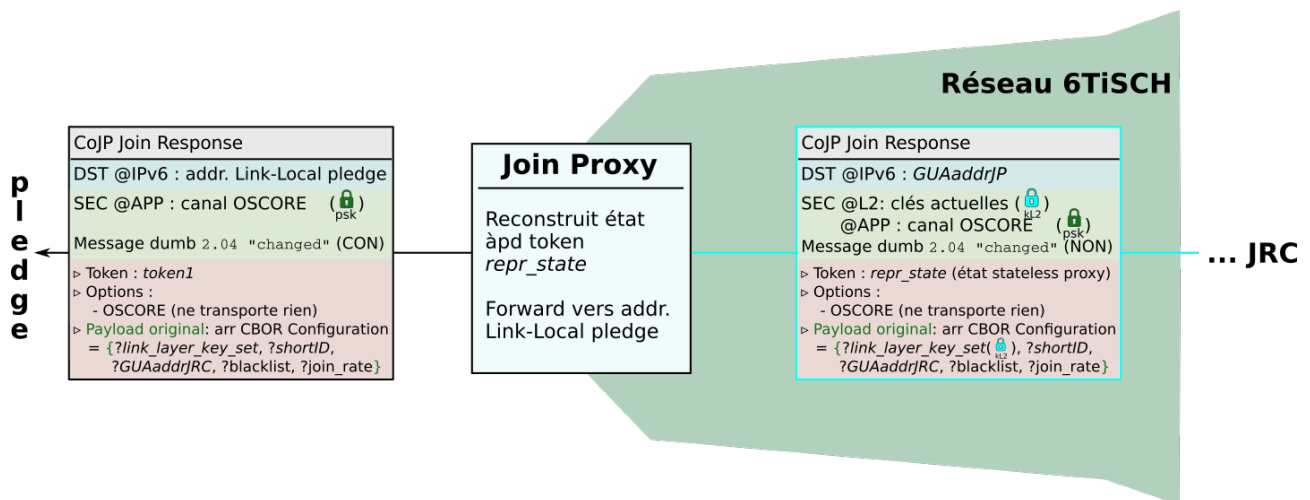 Réseau 6TiSCH
pledge
CoJP Join Response
DST @IPv6 : addr. Link-Local pledge
SEC @APP : canal OSCORE ( psk )
Message dumb 2.04 "changed" (CON)
▹ Token : token1
▹ Options :
- OSCORE (ne transporte rien)
▹ Payload original: arr CBOR Configuration
= {?link_layer_key_set, ?shortID,
?GUAaddrJRC, ?blacklist, ?join_rate}
Join Proxy
Reconstruit état
àpd token
repr_state
Forward vers addr.
Link-Local pledge
CoJP Join Response
DST @IPv6 : GUAaddrJP
SEC @L2: clés actuelles ( kL2 )
@APP : canal OSCORE ( psk )
Message dumb 2.04 "changed" (NON)
▹ Token : repr_state (état stateless proxy)
▹ Options :
- OSCORE (ne transporte rien)
▹ Payload original: arr CBOR Configuration
= {?link_layer_key_set( kL2 ), ?shortID,
?GUAaddrJRC, ?blacklist, ?join_rate}
... JRC